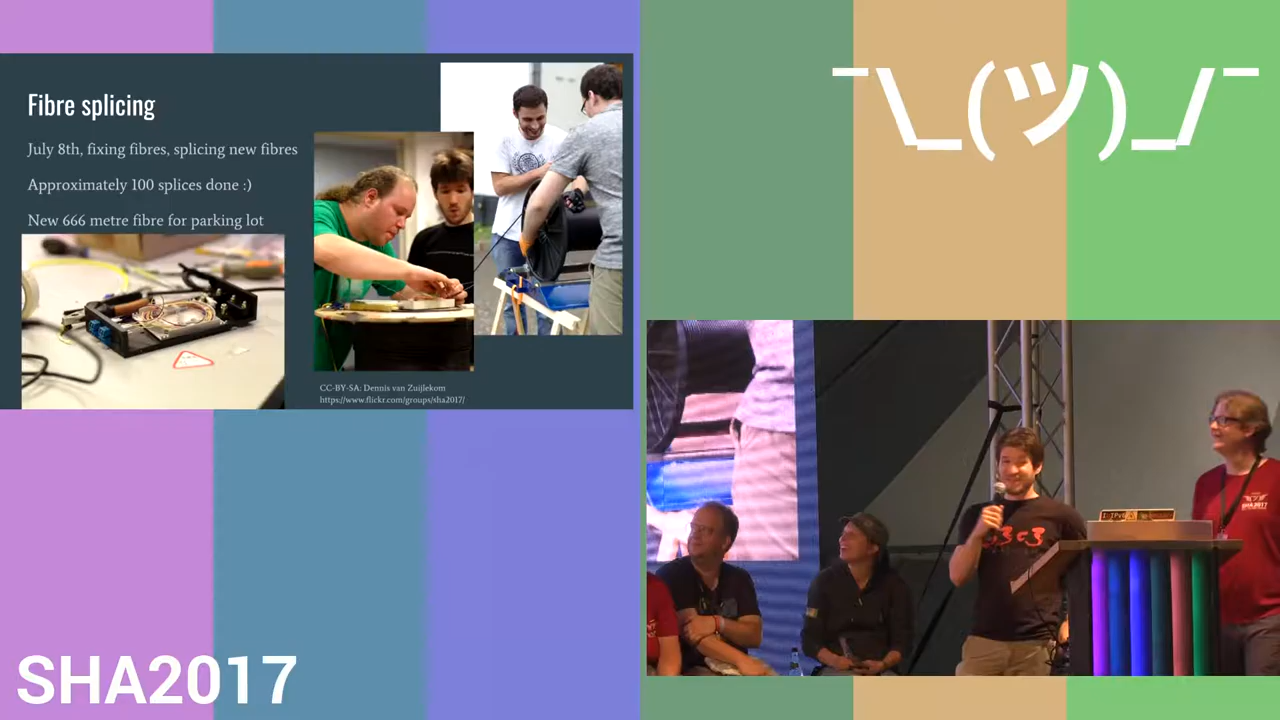 Fibre splicing
July 8th, fixing fibres, splicing new fibres
Approximately 100 splices done :)
New 666 metre fibre for parking lot
CC-BY-SA: Dennis van Zuijlekom
https://www.flickr.com/groups/sha2017/
SHA2017
¯\_(ツ)_/¯
SHA2017